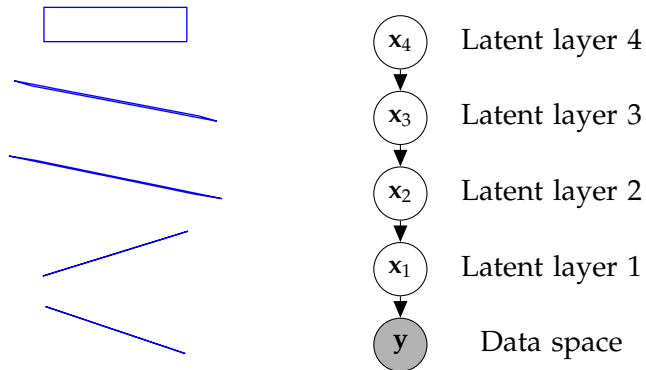 x₄ Latent layer 4
x₃ Latent layer 3
x₂ Latent layer 2
x₁ Latent layer 1
y Data space